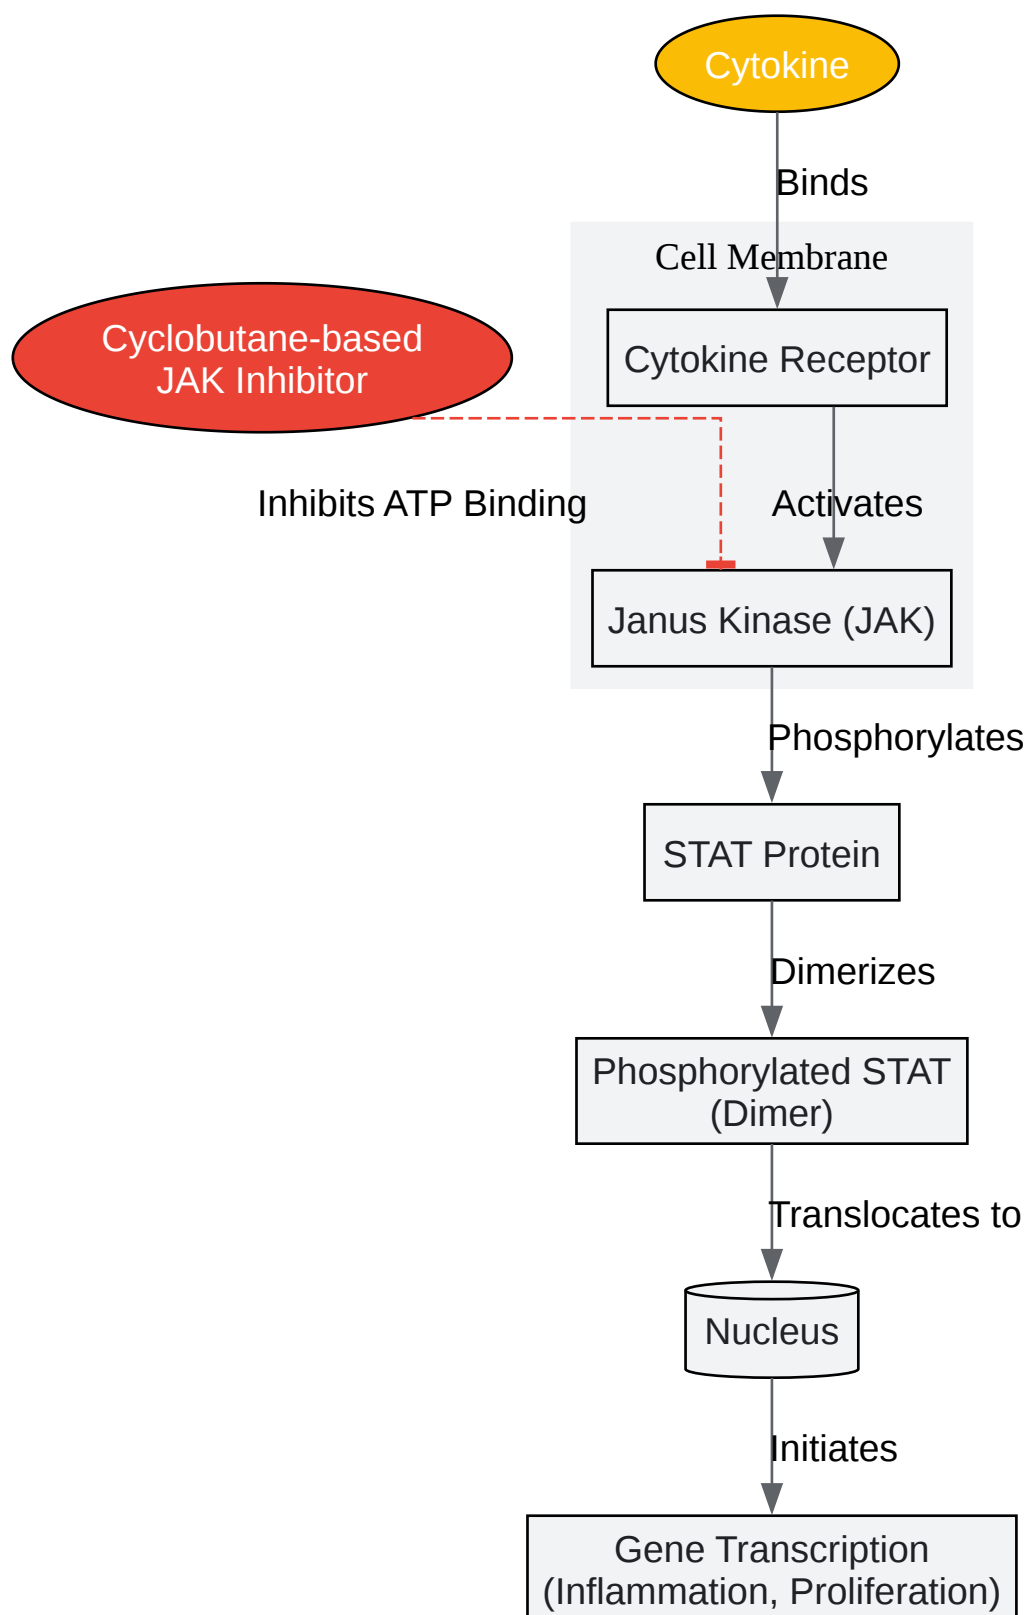 Cytokine
Binds
Cell Membrane
Cyclobutane-based
JAK Inhibitor
Cytokine Receptor
Inhibits ATP Binding
Activates
Janus Kinase (JAK)
Phosphorylates
STAT Protein
Dimerizes
Phosphorylated STAT
(Dimer)
Translocates to
Nucleus
Initiates
Gene Transcription
(Inflammation, Proliferation)